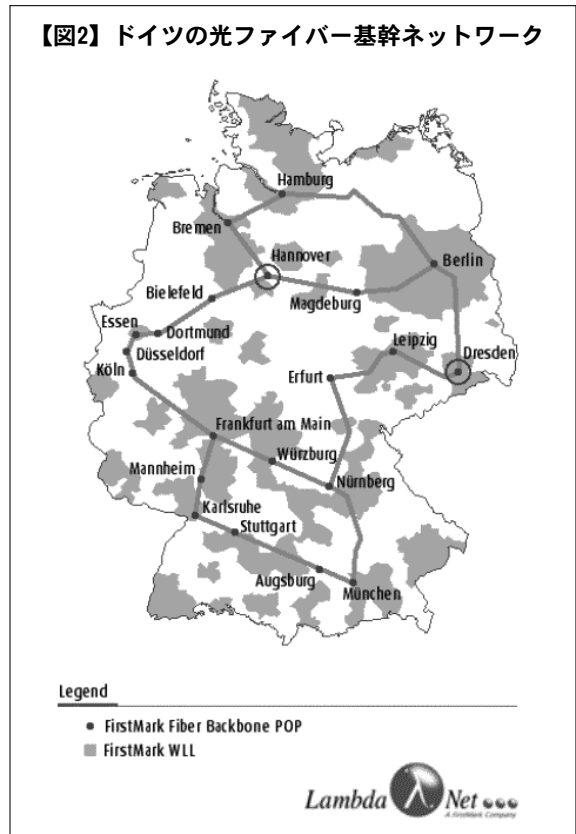 【図2】ドイツの光ファイバー基幹ネットワーク
Hamburg
Bremen
Hannover
Berlin
Bielefeld
Magdeburg
Essen
Dortmund
Leipzig
Dresden
Düsseldorf
Köln
Erfurt
Frankfurt am Main
Würzburg
Mannheim
Nürnberg
Karlsruhe
Stuttgart
Augsburg
München
Legend
FirstMark Fiber Backbone POP
FirstMark WLL
Lambda λ Net
A FirstMark Company